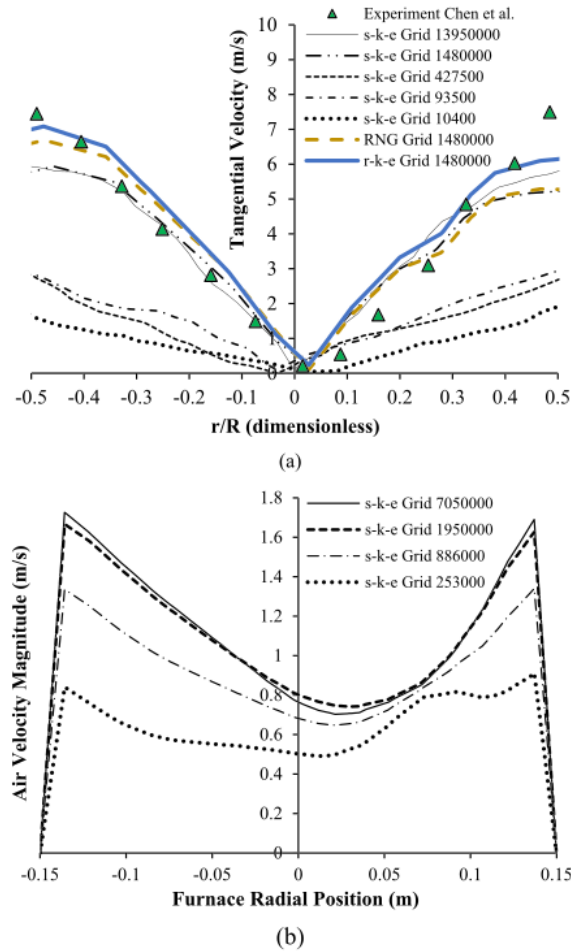 Experiment Chen et al.
s-k-e Grid 13950000
s-k-e Grid 1480000
s-k-e Grid 427500
s-k-e Grid 93500
s-k-e Grid 10400
RNG Grid 1480000
r-k-e Grid 1480000
Tangential Velocity (m/s)
10
9
8
7
6
5
4
3
2
1
0
-0.5 -0.4 -0.3 -0.2 -0.1 0 0.1 0.2 0.3 0.4 0.5
r/R (dimensionless)
(a)
s-k-e Grid 7050000
s-k-e Grid 1950000
s-k-e Grid 886000
s-k-e Grid 253000
Air Velocity Magnitude (m/s)
1.8
1.6
1.4
1.2
1
0.8
0.6
0.4
0.2
0
-0.15 -0.1 -0.05 0 0.05 0.1 0.15
Furnace Radial Position (m)
(b)